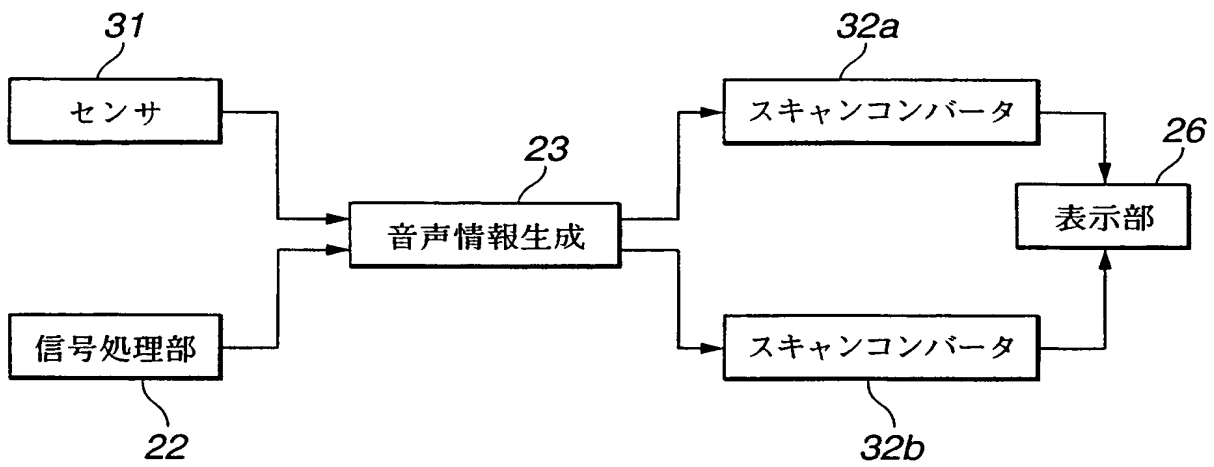 31
センサ
32a
スキャンコンバータ
23
音声情報生成
26
表示部
信号処理部
22
スキャンコンバータ
32b